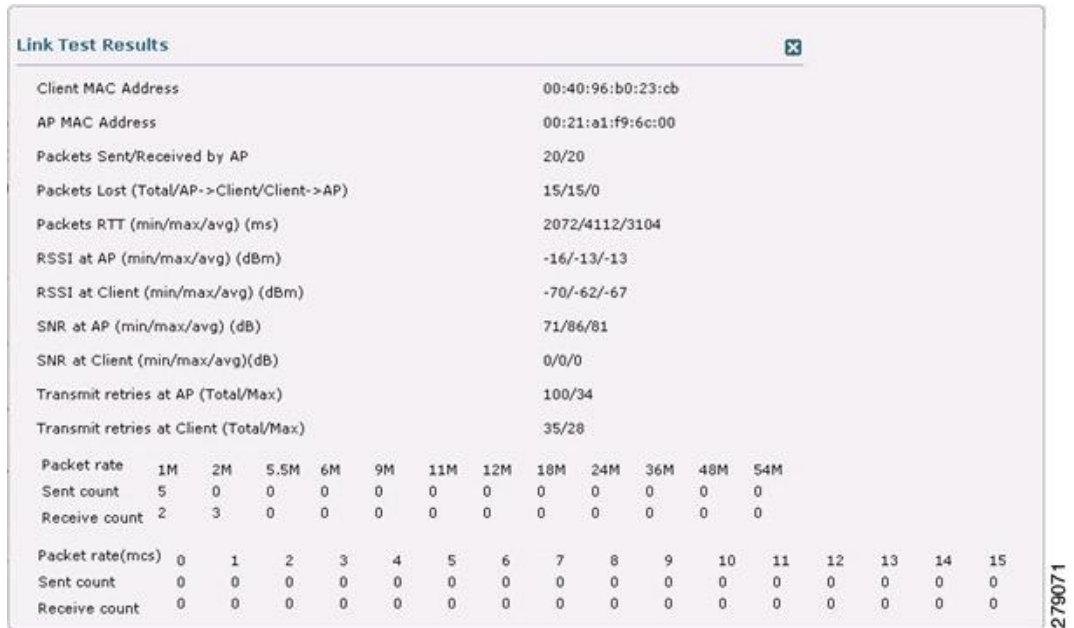 Link Test Results
Client MAC Address 00:40:96:b0:23:cb
AP MAC Address 00:21:a1:f9:6c:00
Packets Sent/Received by AP 20/20
Packets Lost (Total/AP->Client/Client->AP) 15/15/0
Packets RTT (min/max/avg) (ms) 2072/4112/3104
RSSI at AP (min/max/avg) (dBm) -16/-13/-13
RSSI at Client (min/max/avg) (dBm) -70/-62/-67
SNR at AP (min/max/avg) (dB) 71/86/81
SNR at Client (min/max/avg)(dB) 0/0/0
Transmit retries at AP (Total/Max) 100/34
Transmit retries at Client (Total/Max) 35/28
Packet rate 1M 2M 5.5M 6M 9M 11M 12M 18M 24M 36M 48M 54M
Sent count 5 0 0 0 0 0 0 0 0 0 0 0
Receive count 2 3 0 0 0 0 0 0 0 0 0 0
Packet rate(mcs) 0 1 2 3 4 5 6 7 8 9 10 11 12 13 14 15
Sent count 0 0 0 0 0 0 0 0 0 0 0 0 0 0 0 0
Receive count 0 0 0 0 0 0 0 0 0 0 0 0 0 0 0 0
279071